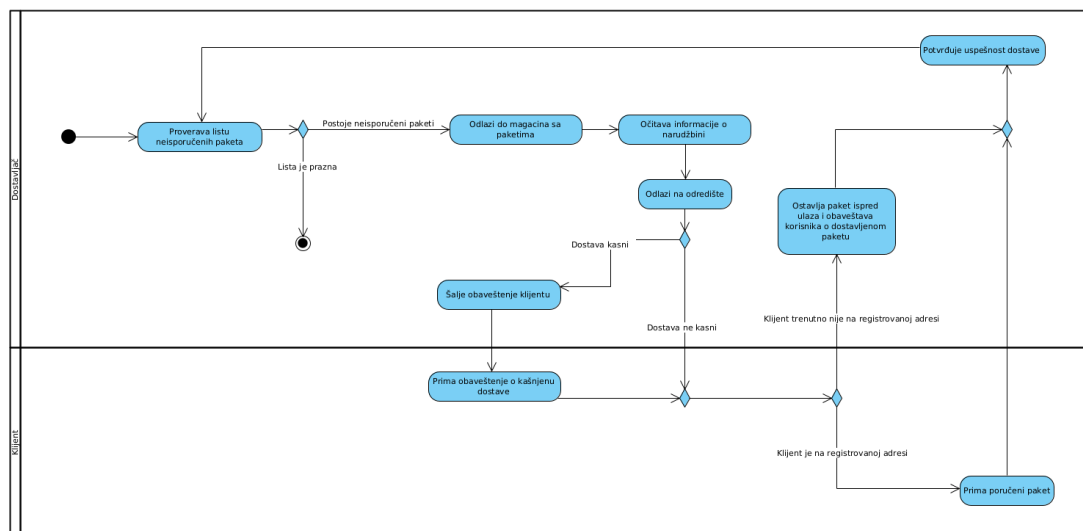 Dostavljač
Potvrđuje uspešnost dostave
Proverava listu
neisporučenih paketa
Postoje neisporučeni paketi
Odlazi do magacina sa
paketima
Očitava informacije o
narudžbini
Lista je prazna
Odlazi na odredište
Ostavlja paket ispred
ulaza i obaveštava
korisnika o dostavljenom
paketu
Dostava kasni
Šalje obaveštenje klijentu
Dostava ne kasni
Klijent trenutno nije na registrovanoj adresi
Klijent
Prima obaveštenje o kašnjenu
dostave
Klijent je na registrovanoj adresi
Prima poručeni paket